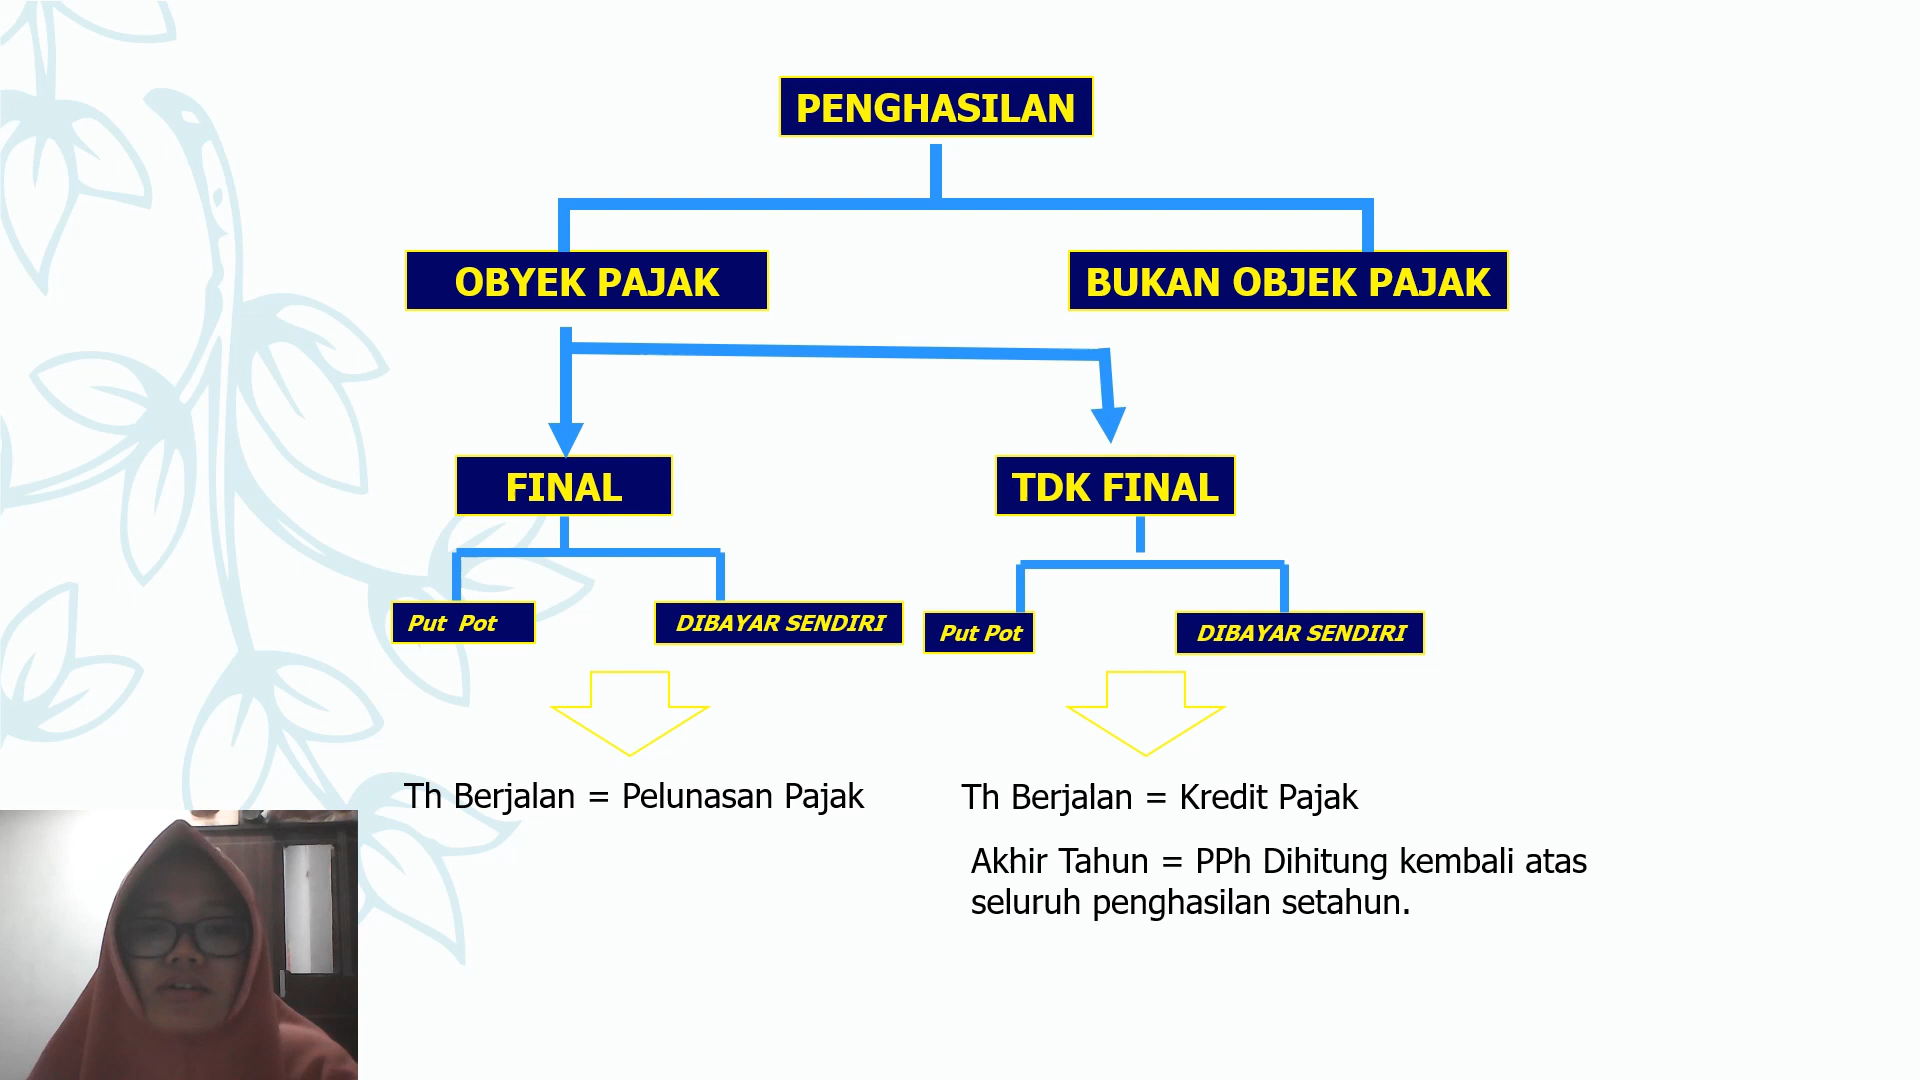 PENGHASILAN
OBYEK PAJAK
BUKAN OBJEK PAJAK
FINAL
TDK FINAL
Put Pot
DIBAYAR SENDIRI
Put Pot
DIBAYAR SENDIRI
Th Berjalan = Pelunasan Pajak
Th Berjalan = Kredit Pajak
Akhir Tahun = PPh Dihitung kembali atas
seluruh penghasilan setahun.